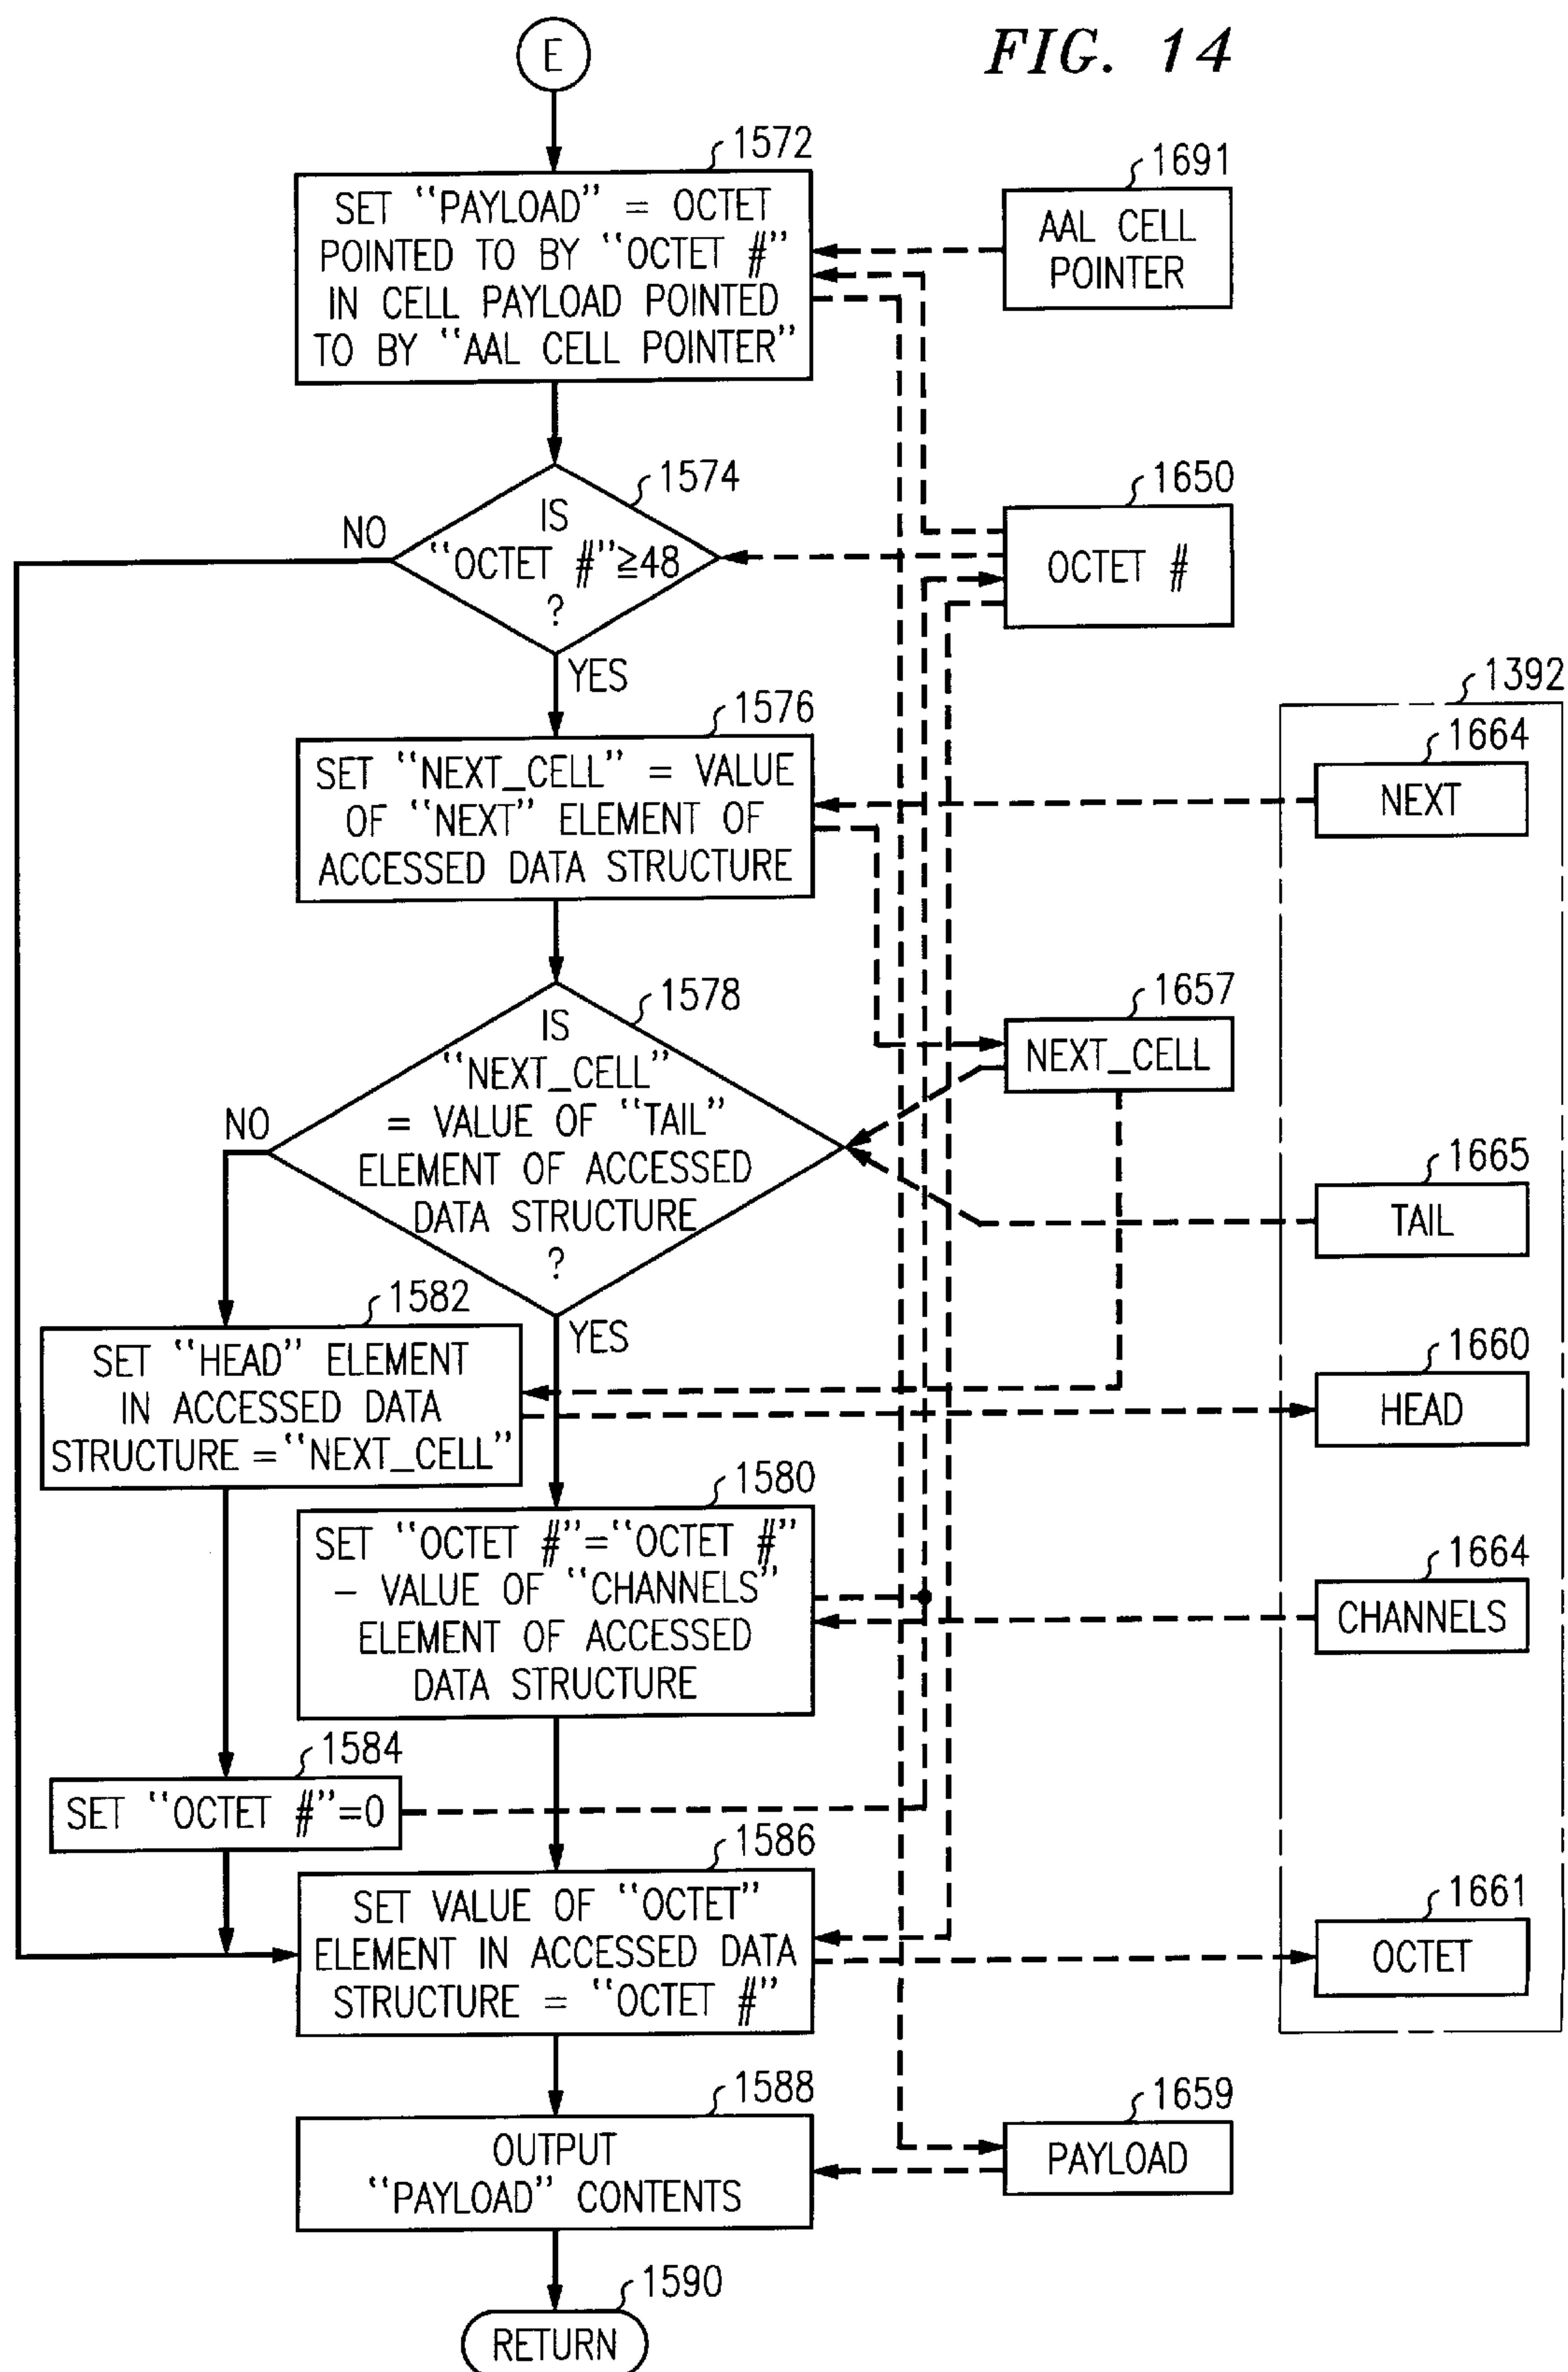 FIG. 14
E
1572
SET "PAYLOAD" = OCTET
POINTED TO BY "OCTET #"
IN CELL PAYLOAD POINTED
TO BY "AAL CELL POINTER"
1691
AAL CELL
POINTER
1574
IS
"OCTET #"≧48
?
NO
YES
1650
OCTET #
1392
1576
SET "NEXT_CELL" = VALUE
OF "NEXT" ELEMENT OF
ACCESSED DATA STRUCTURE
1664
NEXT
1578
IS
"NEXT_CELL"
= VALUE OF "TAIL"
ELEMENT OF ACCESSED
DATA STRUCTURE
?
NO
YES
1657
NEXT_CELL
1665
TAIL
1582
SET "HEAD" ELEMENT
IN ACCESSED DATA
STRUCTURE = "NEXT_CELL"
1660
HEAD
1580
SET "OCTET #"="OCTET #"
– VALUE OF "CHANNELS"
ELEMENT OF ACCESSED
DATA STRUCTURE
1664
CHANNELS
1584
SET "OCTET #"=0
1586
SET VALUE OF "OCTET"
ELEMENT IN ACCESSED DATA
STRUCTURE = "OCTET #"
1661
OCTET
1588
OUTPUT
"PAYLOAD" CONTENTS
1659
PAYLOAD
1590
RETURN